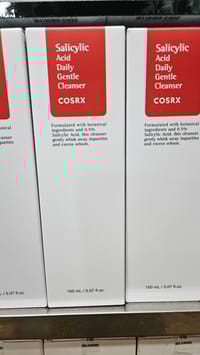 Salicylic
Acid
Daily
Gentle
Cleanser
COSRX
Formulated with botanical
ingredients and 0.5%
Salicylic Acid, this cleanser
gently whisk away impurities
and excess sebum.
150 mL / 5.07 fl.oz.
Salicylic
Acid
Daily
Gentle
Cleanser
COSRX
Formulated with botanical
ingredients and 0.5%
Salicylic Acid, this cleanser
gently whisk away impurities
and excess sebum.
150 mL / 5.07 fl.oz.